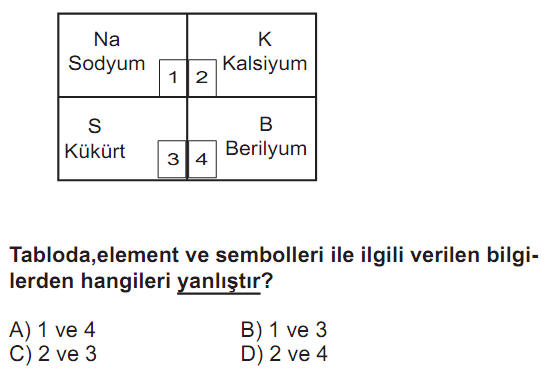 Na
Sodyum
1
K
Kalsiyum
2
S
Kükürt
3
B
Berilyum
4
Tabloda,element ve sembolleri ile ilgili verilen bilgi-
lerden hangileri yanlıştır?
A) 1 ve 4
B) 1 ve 3
C) 2 ve 3
D) 2 ve 4